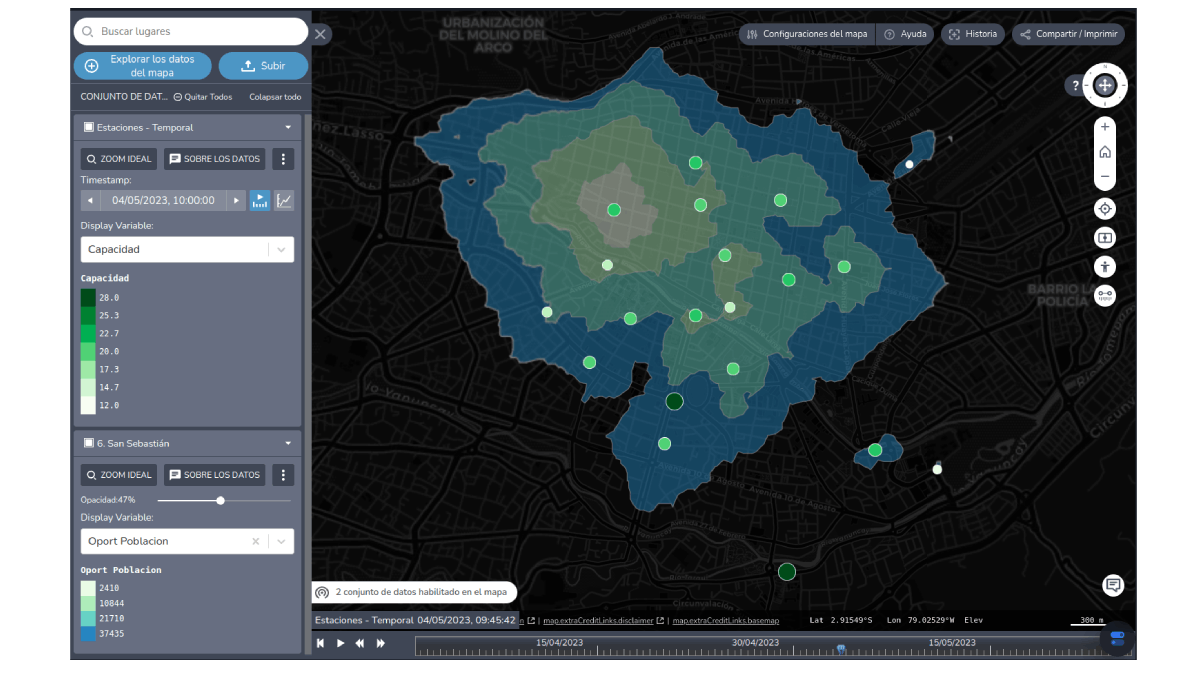 Buscar lugares
Explorar los datos
del mapa
Subir
CONJUNTO DE DAT...
Quitar Todos
Colapsar todo
Estaciones - Temporal
ZOOM IDEAL
SOBRE LOS DATOS
Timestamp:
04/05/2023, 10:00:00
Display Variable:
Capacidad
Capacidad
28.0
25.3
22.7
20.0
17.3
14.7
12.0
6. San Sebastián
ZOOM IDEAL
SOBRE LOS DATOS
Opacidad:47%
Display Variable:
Oport Poblacion
Oport Poblacion
2410
10844
21710
37435
URBANIZACIÓN
DEL MOLINO DEL
ARCO
Configuraciones del mapa
Ayuda
Historia
Compartir / Imprimir
?
N
BARRIO LA
POLICÍA
Avenida 10 de Agosto
Circunvalación
2 conjunto de datos habilitado en el mapa
Estaciones - Temporal 04/05/2023, 09:45:42
n | map.extraCreditLinks.disclaimer | map.extraCreditLinks.basemap
Lat 2.91549°S Lon 79.02529°W Elev
300 m
15/04/2023
30/04/2023
15/05/2023